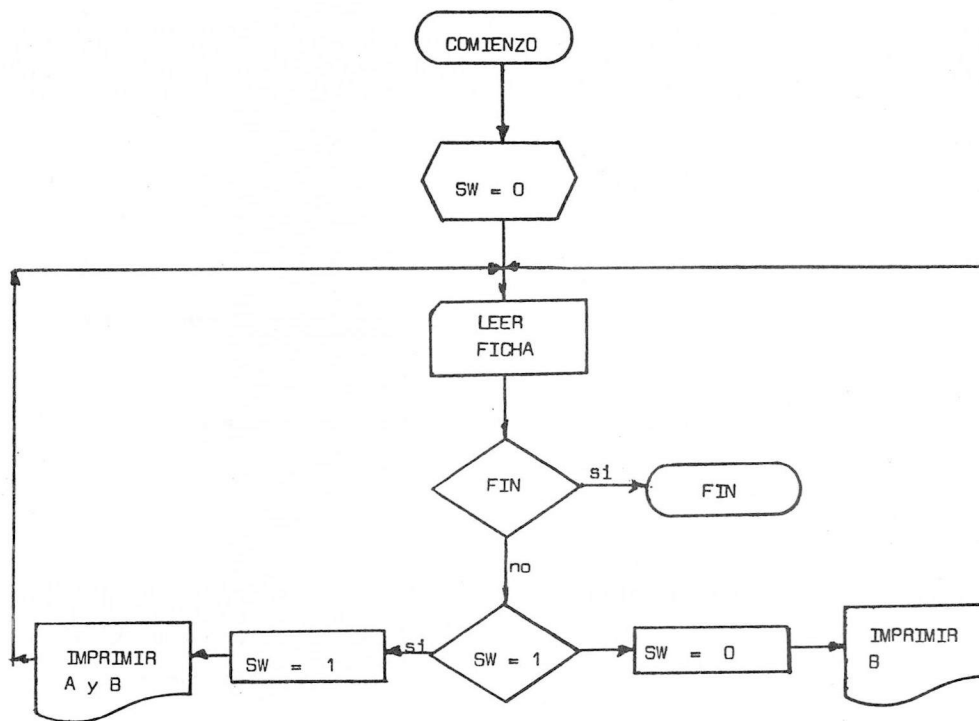 COMIENZO
SW = 0
LEER
FICHA
FIN
si
FIN
no
SW = 1
si
SW = 1
IMPRIMIR
A y B
SW = 0
IMPRIMIR
B